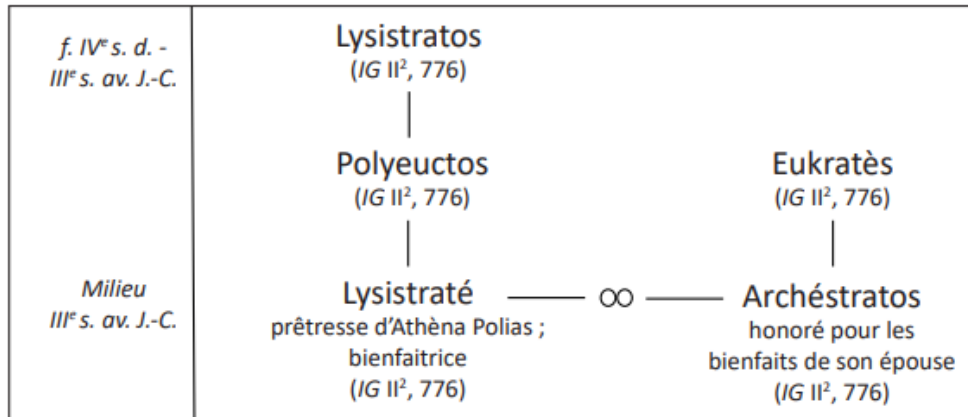 f. IVᵉ s. d. -
IIIᵉ s. av. J.-C.
Lysistratos
(IG II², 776)
Polyeuctos
(IG II², 776)
Eukratès
(IG II², 776)
Milieu
IIIᵉ s. av. J.-C.
Lysistraté
prêtresse d’Athèna Polias ;
bienfaitrice
(IG II², 776)
∞
Archéstratos
honoré pour les
bienfaits de son épouse
(IG II², 776)